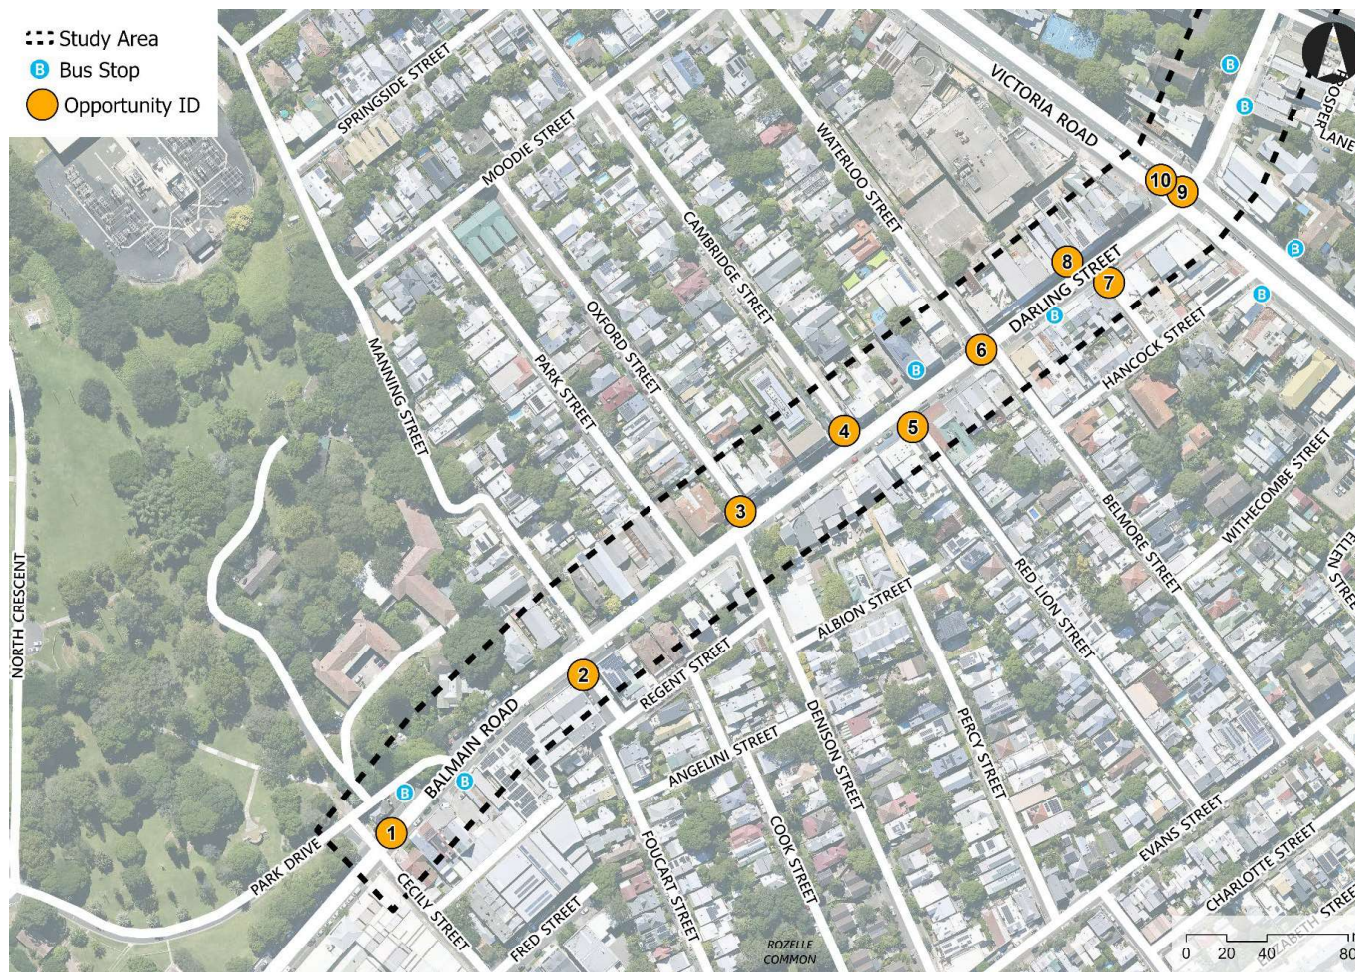 Study Area
B Bus Stop
Opportunity ID
SPRINGSIDE STREET
MOODIE STREET
VICTORIA ROAD
WATERLOO STREET
CAMBRIDGE STREET
OXFORD STREET
PARK STREET
MANNING STREET
NORTH CRESCENT
B
B
LANE
10
9
8
7
B
B
DARLING STREET
B
6
HANCOCK STREET
B
5
4
3
BELMORE STREET
WITHECOMBE STREET
RED LION STREET
ALBION STREET
2
REGENT STREET
BALMAIN ROAD
DENISON STREET
PERCY STREET
ANGELINI STREET
B
B
1
PARK DRIVE
CECILY STREET
FRED STREET
FOUCART STREET
COOK STREET
EVANS STREET
CHARLOTTE STREET
ROZELLE
COMMON
0 20 40 80